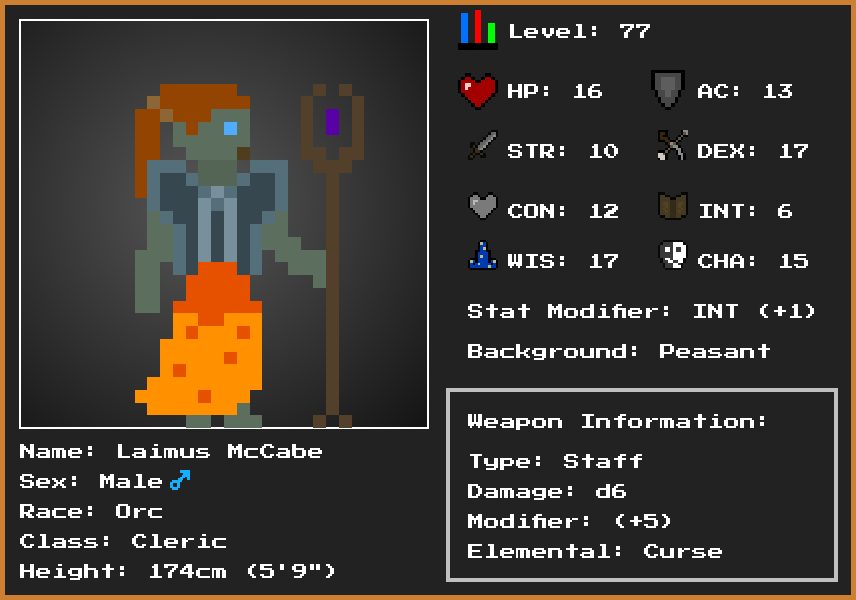 Level: 77
HP: 16
AC: 13
STR: 10
DEX: 17
CON: 12
INT: 6
WIS: 17
CHA: 15
Stat Modifier: INT (+1)
Background: Peasant
Weapon Information:
Type: Staff
Damage: d6
Modifier: (+5)
Elemental: Curse
Name: Laimus McCabe
Sex: Male ♂
Race: Orc
Class: Cleric
Height: 174cm (5'9")